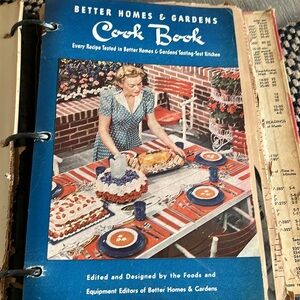 BETTER HOMES & GARDENS
Cook Book
Every Recipe Tested in Better Homes & Gardens' Tasting-Test Kitchen
Edited and Designed by the Foods and
Equipment Editors of Better Homes & Gardens
READINGS